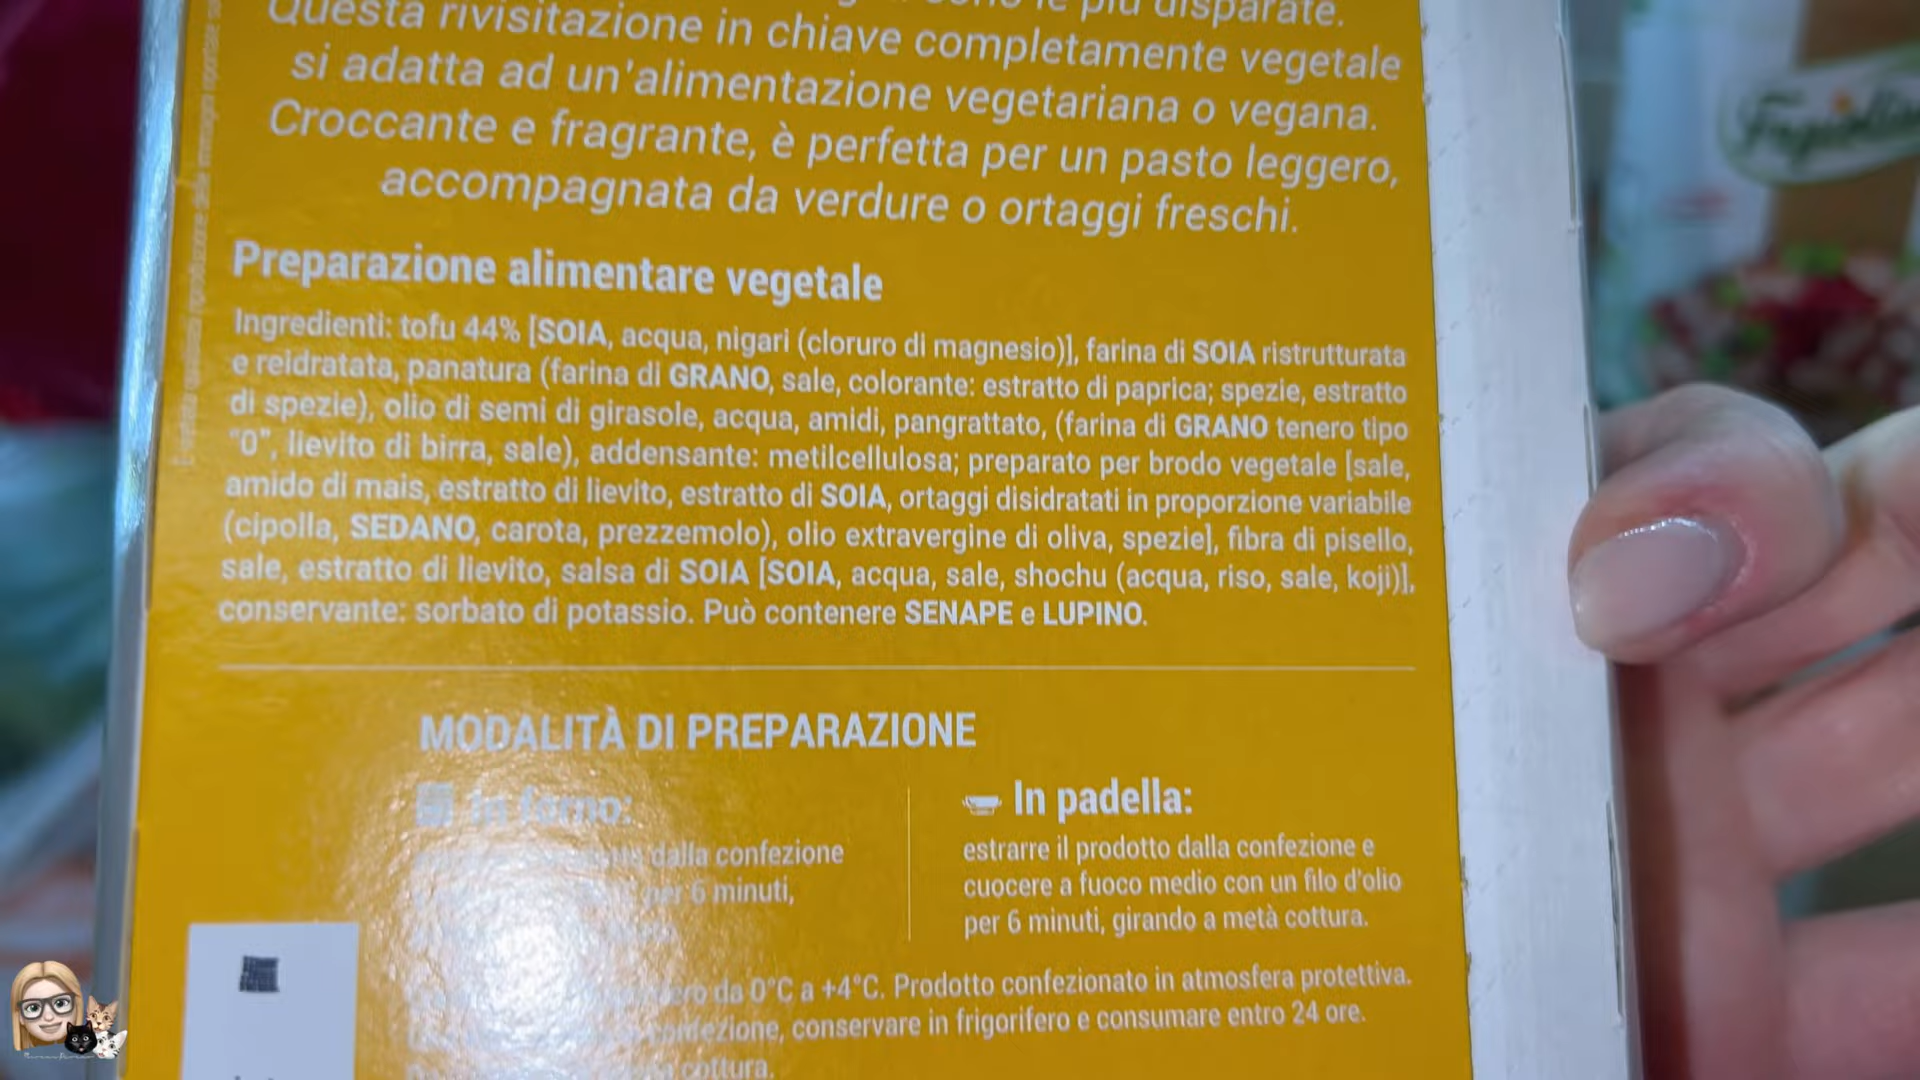 sono le più disparate.
Questa rivisitazione in chiave completamente vegetale
si adatta ad un'alimentazione vegetariana o vegana.
Croccante e fragrante, è perfetta per un pasto leggero,
accompagnata da verdure o ortaggi freschi.
Preparazione alimentare vegetale
Ingredienti: tofu 44% [SOIA, acqua, nigari (cloruro di magnesio)], farina di SOIA ristrutturata
e reidratata, panatura (farina di GRANO, sale, colorante: estratto di paprica; spezie, estratto
di spezie), olio di semi di girasole, acqua, amidi, pangrattato, (farina di GRANO tenero tipo
"0", lievito di birra, sale), addensante: metilcellulosa; preparato per brodo vegetale [sale,
amido di mais, estratto di lievito, estratto di SOIA, ortaggi disidratati in proporzione variabile
(cipolla, SEDANO, carota, prezzemolo), olio extravergine di oliva, spezie], fibra di pisello,
sale, estratto di lievito, salsa di SOIA [SOIA, acqua, sale, shochu (acqua, riso, sale, koji)],
conservante: sorbato di potassio. Può contenere SENAPE e LUPINO.
MODALITÀ DI PREPARAZIONE
In forno:
dalla confezione
per 6 minuti,
In padella:
estrarre il prodotto dalla confezione e
cuocere a fuoco medio con un filo d'olio
per 6 minuti, girando a metà cottura.
da 0°C a +4°C. Prodotto confezionato in atmosfera protettiva.
confezione, conservare in frigorifero e consumare entro 24 ore.
cottura.